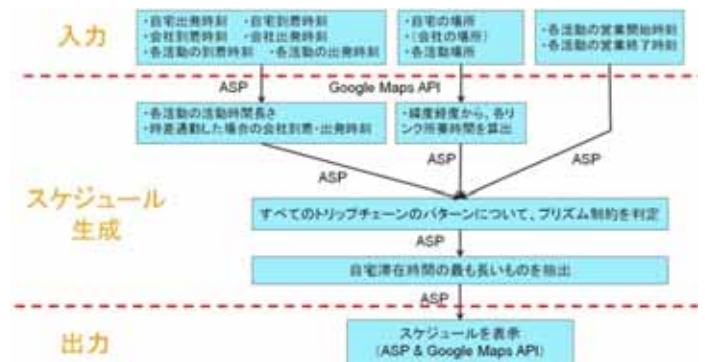 入力
・自宅出発時刻 ・自宅到着時刻
・会社到着時刻 ・会社出発時刻
・各活動の到着時刻 ・各活動の出発時刻
・自宅の場所
・(会社の場所)
・各活動場所
・各活動の営業開始時刻
・各活動の営業終了時刻
ASP
Google Maps API
・各活動の活動時間長さ
・時差通勤した場合の会社到着・出発時刻
・緯度経度から、各リ
ンク所要時間を算出
ASP
ASP
ASP
スケジュール
生成
すべてのトリップチェーンのパターンについて、プリズム制約を判定
ASP
自宅滞在時間の最も長いものを抽出
ASP
出力
スケジュールを表示
(ASP & Google Maps API)